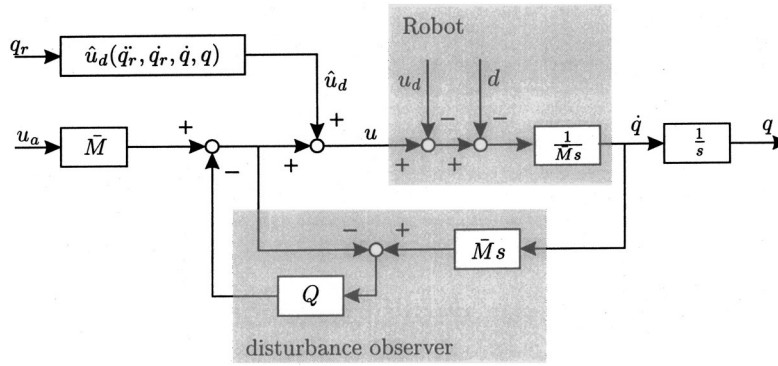 Robot
q_r
û_d(q̈_r, q̇_r, q̇, q)
û_d
u_d
d
+
−
−
u_a
M̄
+
+
u
+
+
1/M̄s
q̇
1/s
q
−
−
+
M̄s
Q
disturbance observer